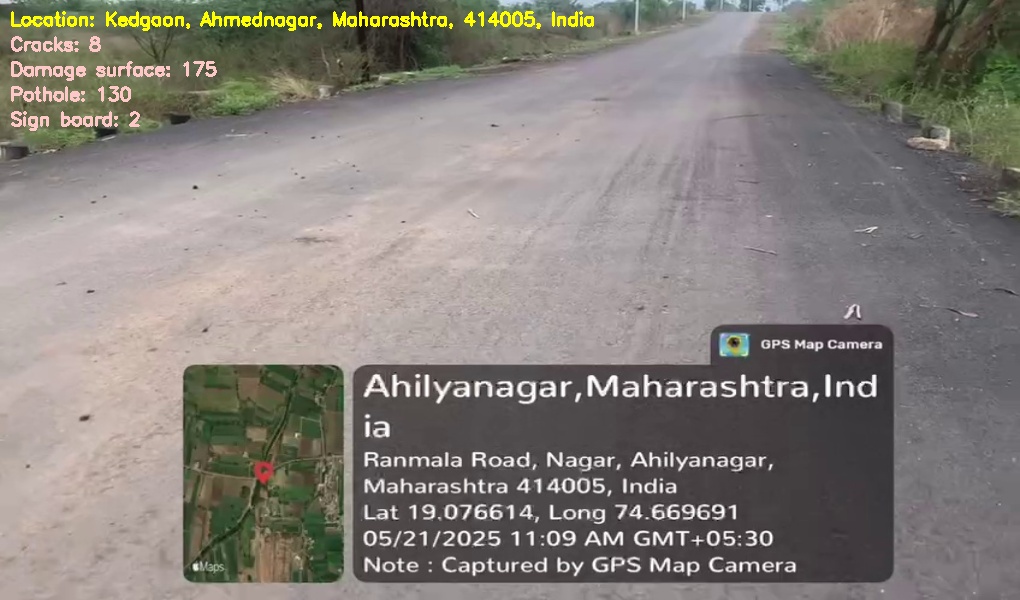 Location: Kedgaon, Ahmednagar, Maharashtra, 414005, India
Cracks: 8
Damage surface: 175
Pothole: 130
Sign board: 2
GPS Map Camera
Ahilyanagar,Maharashtra,Ind
ia
Ranmala Road, Nagar, Ahilyanagar,
Maharashtra 414005, India
Lat 19.076614, Long 74.669691
05/21/2025 11:09 AM GMT+05:30
Note : Captured by GPS Map Camera
Maps